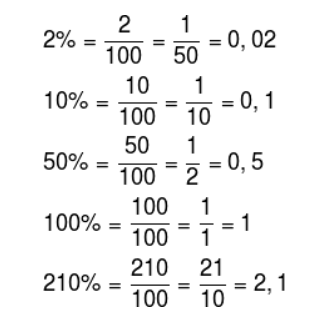 2% = 2/100 = 1/50 = 0, 02
10% = 10/100 = 1/10 = 0, 1
50% = 50/100 = 1/2 = 0, 5
100% = 100/100 = 1/1 = 1
210% = 210/100 = 21/10 = 2, 1